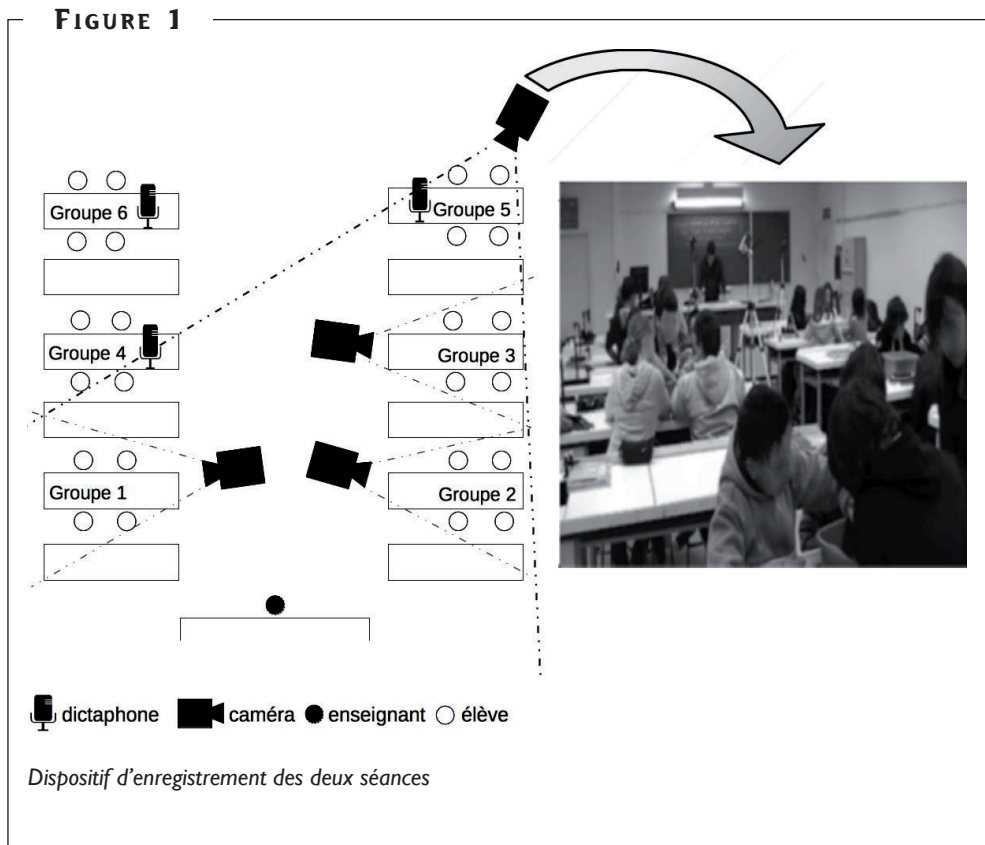 FIGURE 1
Groupe 6
Groupe 5
Groupe 4
Groupe 3
Groupe 1
Groupe 2
dictaphone caméra enseignant élève
Dispositif d'enregistrement des deux séances